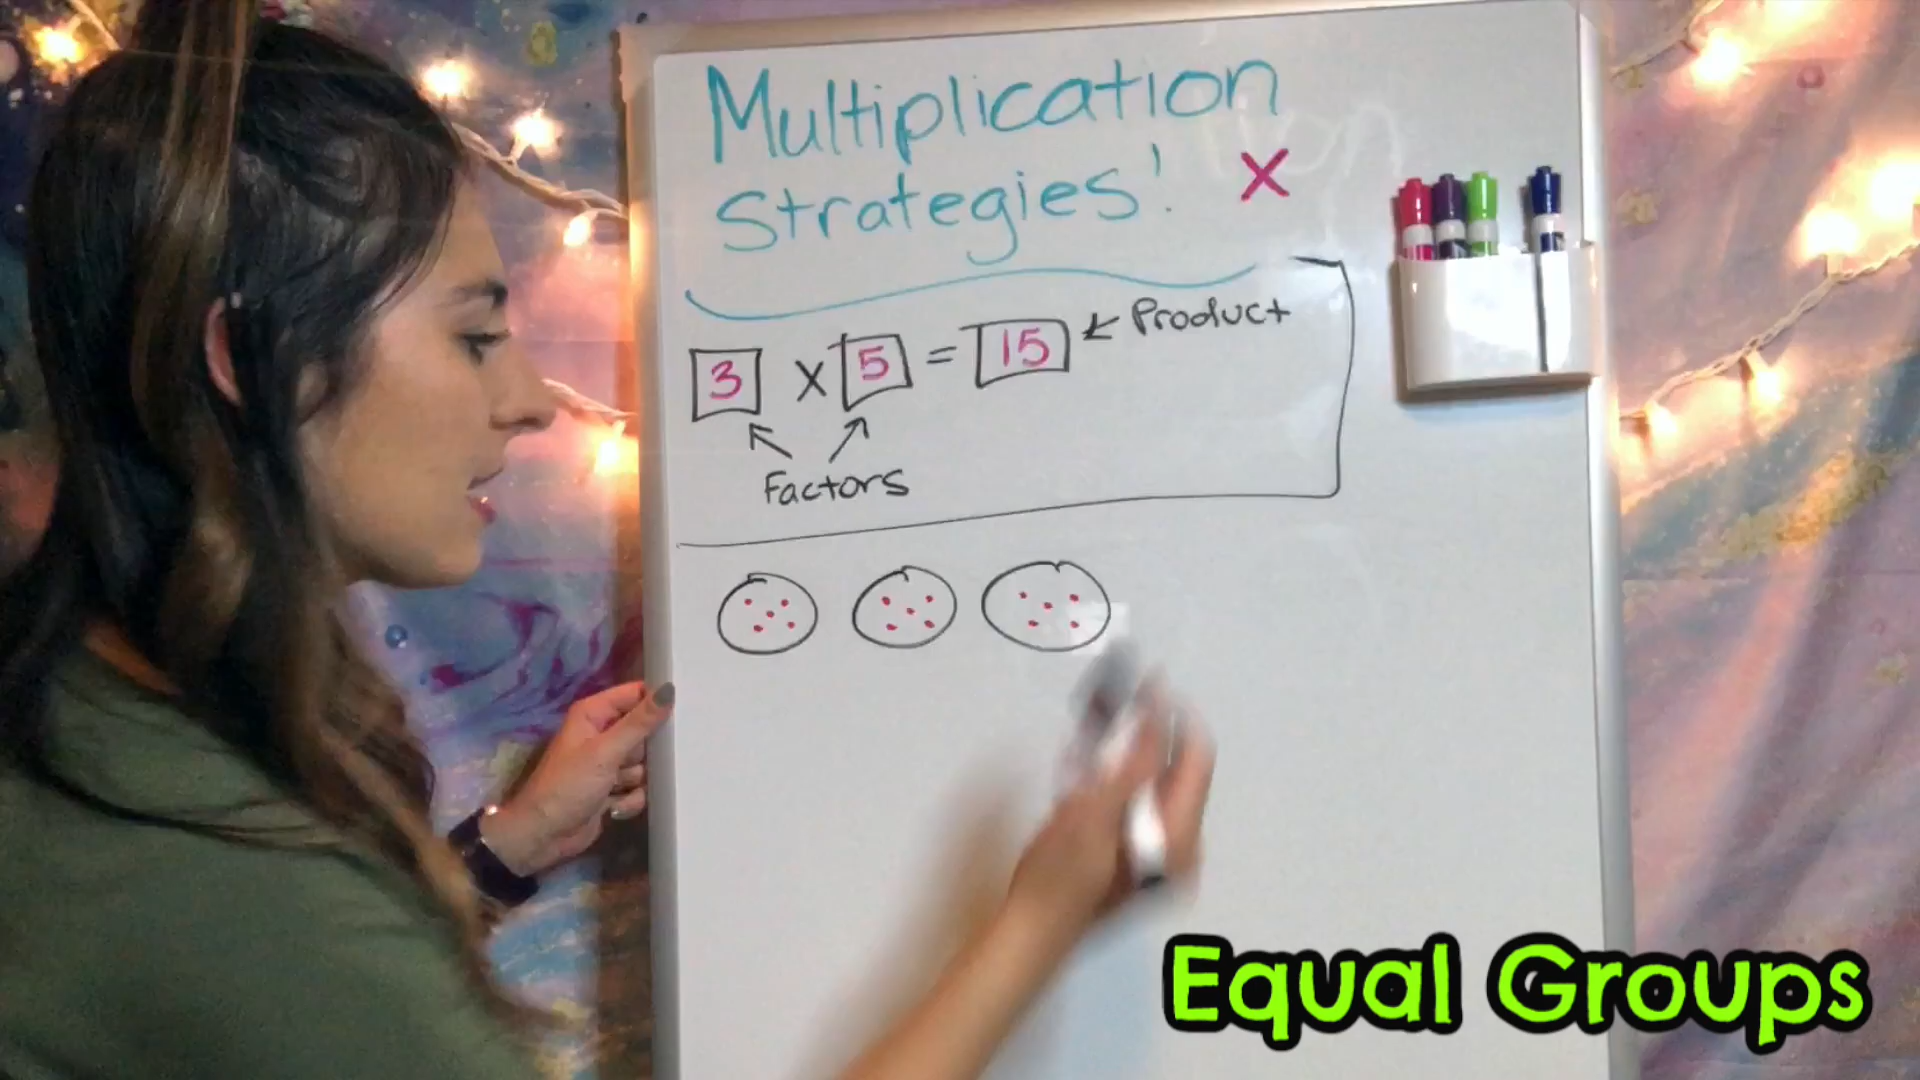 Multiplication
Strategies! X
3 X 5 = 15 ← Product
Factors
Equal Groups